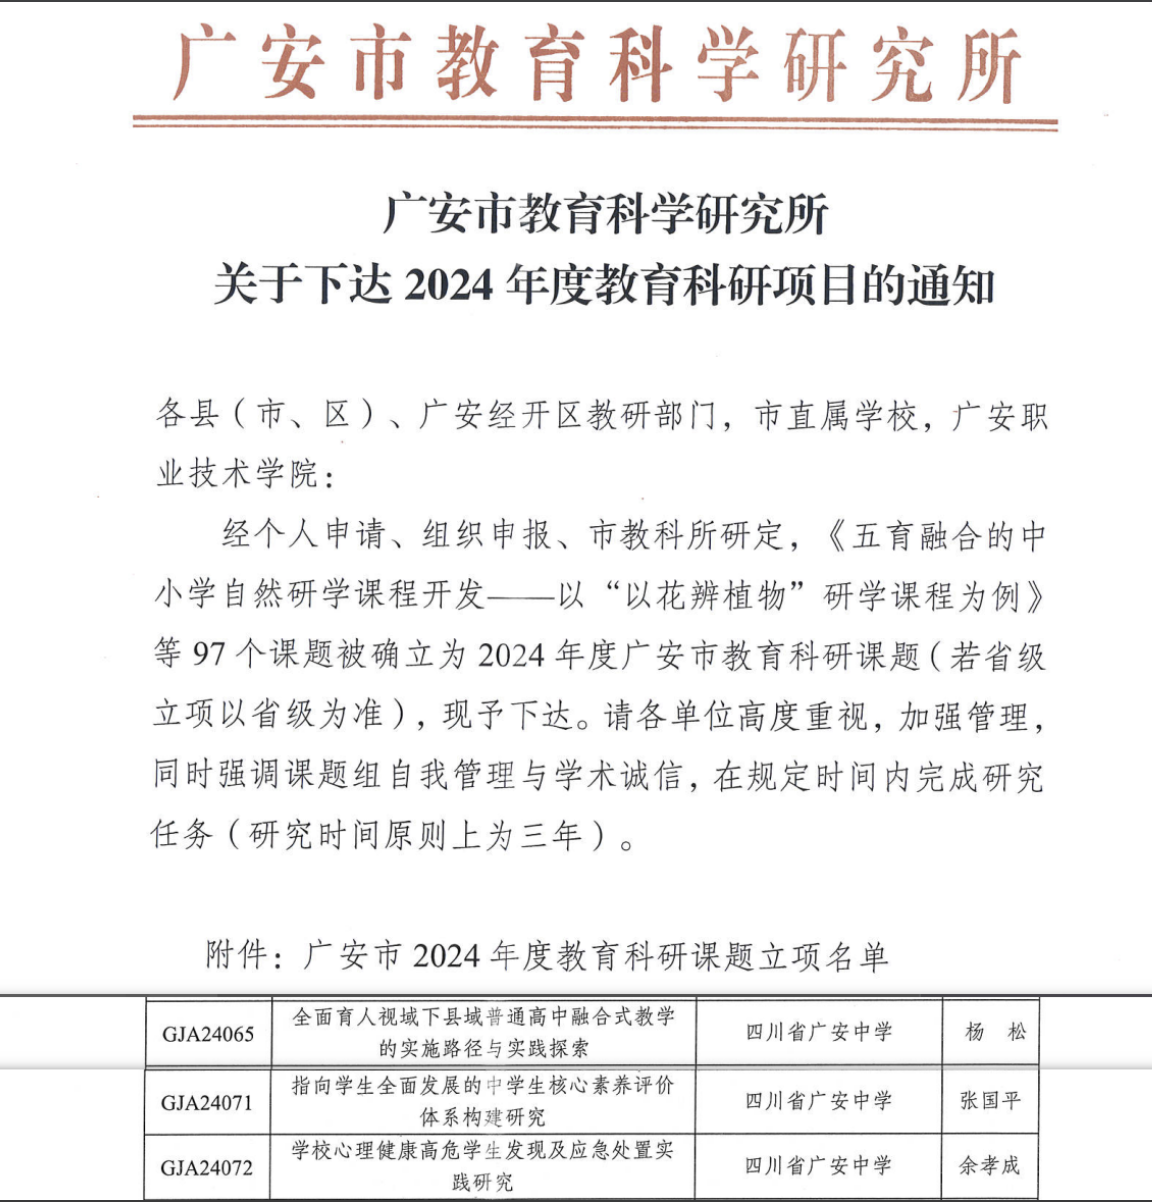 广安市教育科学研究所
广安市教育科学研究所
关于下达 2024 年度教育科研项目的通知
各县（市、区）、广安经开区教研部门，市直属学校，广安职
业技术学院：
经个人申请、组织申报、市教科所研定，《五育融合的中
小学自然研学课程开发——以“以花辨植物”研学课程为例》
等 97 个课题被确立为 2024 年度广安市教育科研课题（若省级
立项以省级为准），现予下达。请各单位高度重视，加强管理，
同时强调课题组自我管理与学术诚信，在规定时间内完成研究
任务（研究时间原则上为三年）。
附件：广安市 2024 年度教育科研课题立项名单
GJA24065 全面育人视域下县域普通高中融合式教学 四川省广安中学 杨 松
的实施路径与实践探索
GJA24071 指向学生全面发展的中学生核心素养评价 四川省广安中学 张国平
体系构建研究
GJA24072 学校心理健康高危学生发现及应急处置实 四川省广安中学 余孝成
践研究